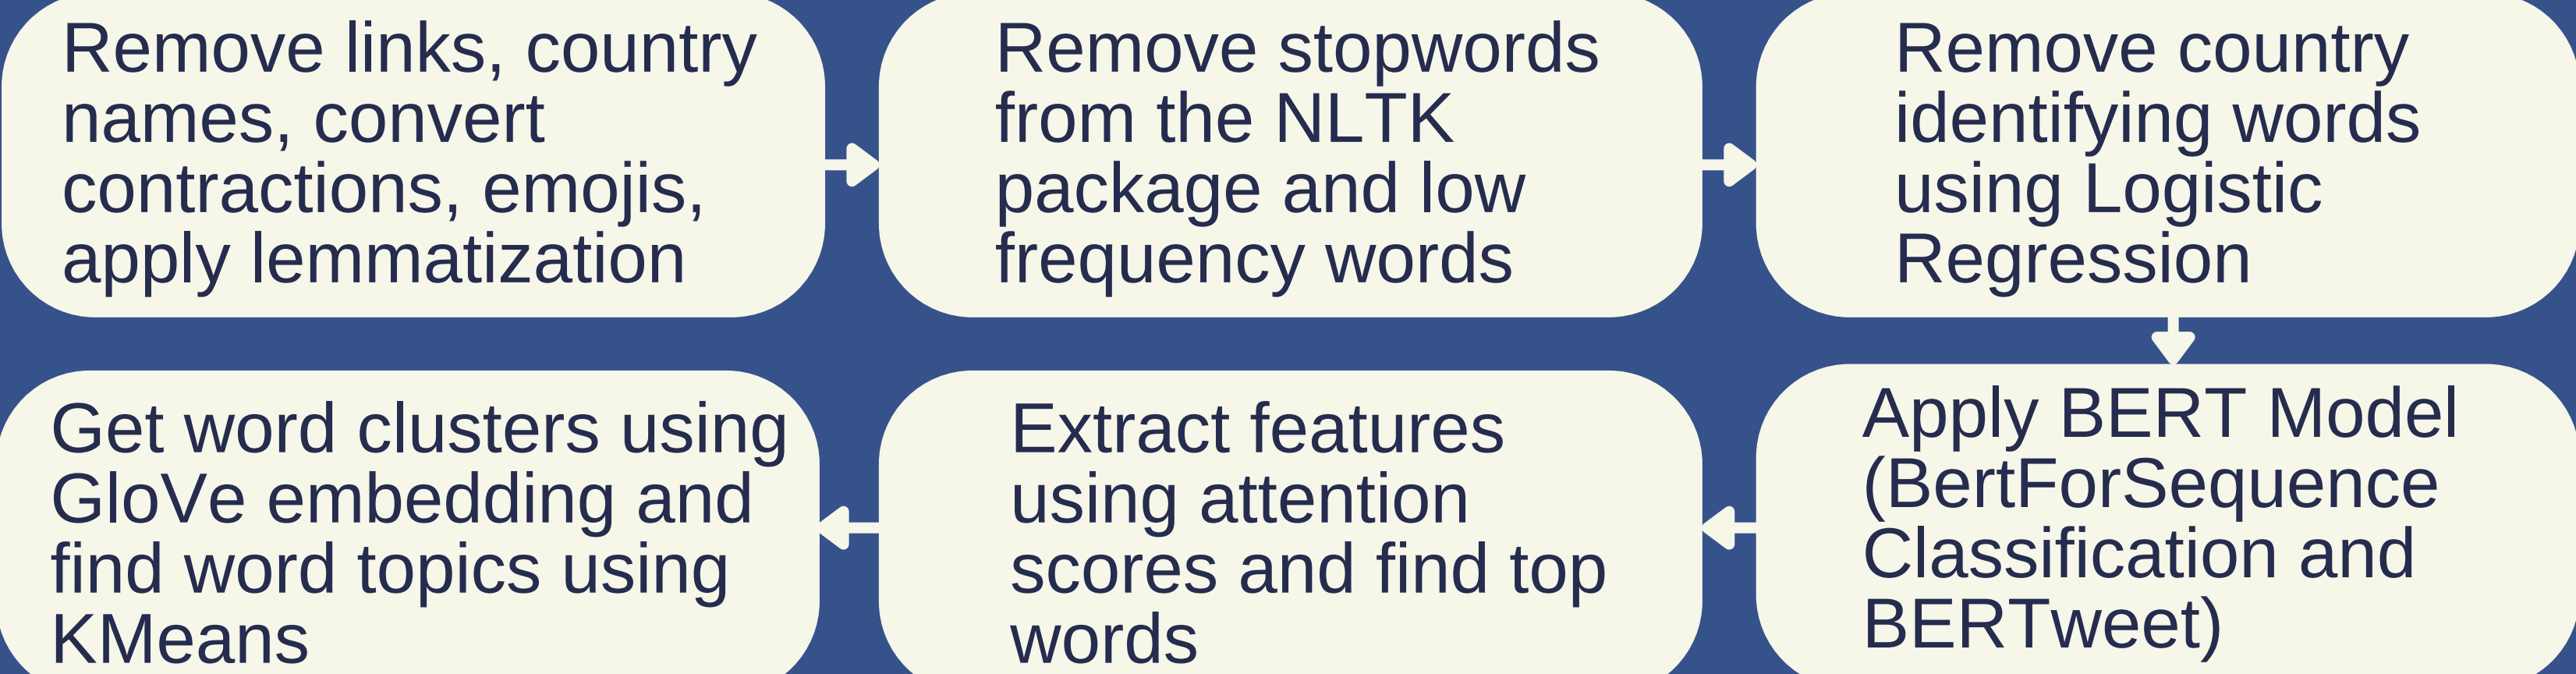 Remove links, country
names, convert
contractions, emojis,
apply lemmatization
Remove stopwords
from the NLTK
package and low
frequency words
Remove country
identifying words
using Logistic
Regression
Apply BERT Model
(BertForSequence
Classification and
BERTweet)
Extract features
using attention
scores and find top
words
Get word clusters using
GloVe embedding and
find word topics using
KMeans